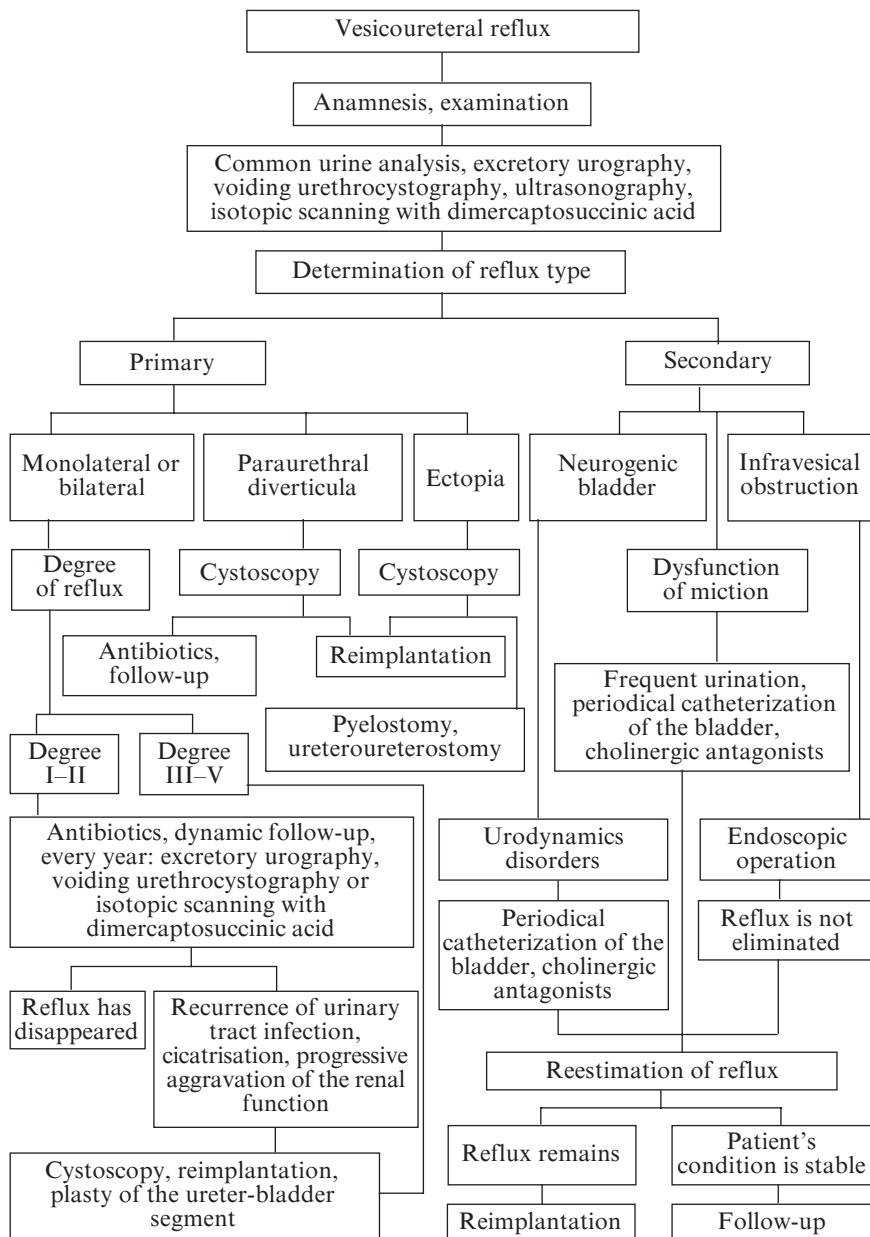 Vesicoureteral reflux
Anamnesis, examination
Common urine analysis, excretory urography,
voiding urethrocystography, ultrasonography,
isotopic scanning with dimercaptosuccinic acid
Determination of reflux type
Primary
Secondary
Monolateral or
bilateral
Paraurethral
diverticula
Ectopia
Neurogenic
bladder
Infravesical
obstruction
Degree
of reflux
Cystoscopy
Cystoscopy
Dysfunction
of miction
Antibiotics,
follow-up
Reimplantation
Frequent urination,
periodical catheterization
of the bladder,
cholinergic antagonists
Pyelostomy,
ureteroureterostomy
Degree
I–II
Degree
III–V
Antibiotics, dynamic follow-up,
every year: excretory urography,
voiding urethrocystography or
isotopic scanning with
dimercaptosuccinic acid
Urodynamics
disorders
Endoscopic
operation
Periodical
catheterization of the
bladder, cholinergic
antagonists
Reflux is not
eliminated
Reflux has
disappeared
Recurrence of urinary
tract infection,
cicatrisation, progressive
aggravation of the renal
function
Reestimation of reflux
Cystoscopy, reimplantation,
plasty of the ureter-bladder
segment
Reflux remains
Patient's
condition is stable
Reimplantation
Follow-up